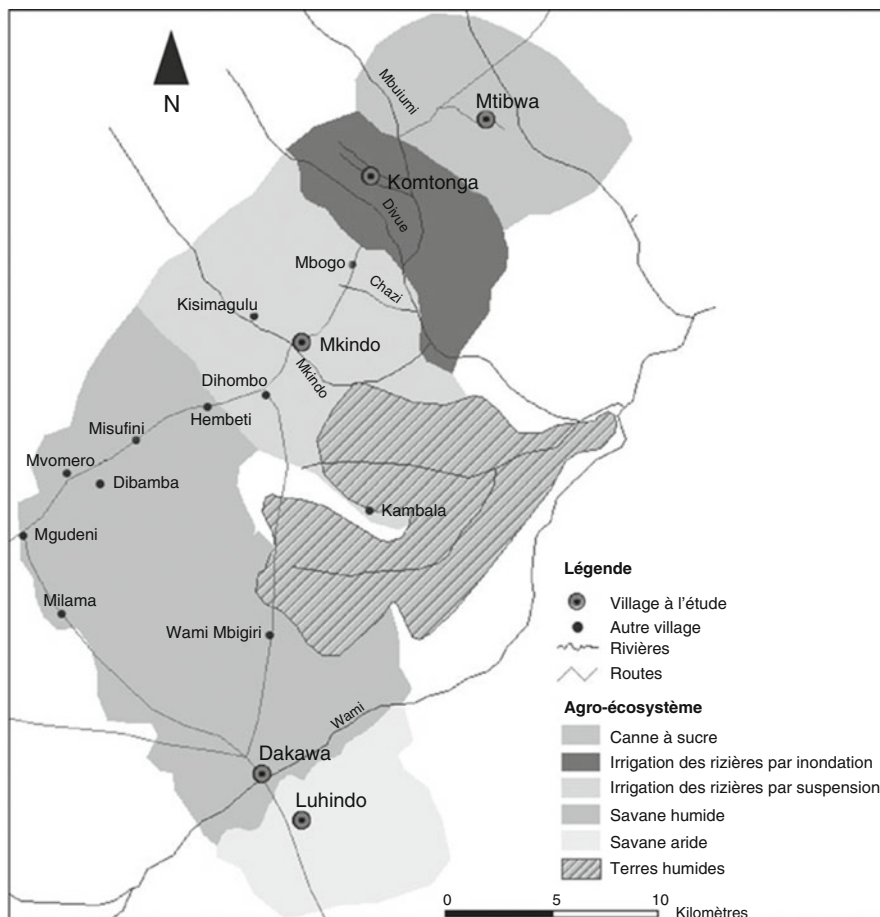 N
Mbuiumi
Mtibwa
Komtonga
Divue
Mbogo
Chazi
Kisimagulu
Mkindo
Mkindo
Dihombo
Hembeti
Misufini
Mvomero
Dibamba
Kambala
Mgudeni
Milama
Wami Mbigiri
Wami
Dakawa
Luhindo
Légende
Village à l'étude
Autre village
Rivières
Routes
Agro-écosystème
Canne à sucre
Irrigation des rizières par inondation
Irrigation des rizières par suspension
Savane humide
Savane aride
Terres humides
0 5 10
Kilomètres